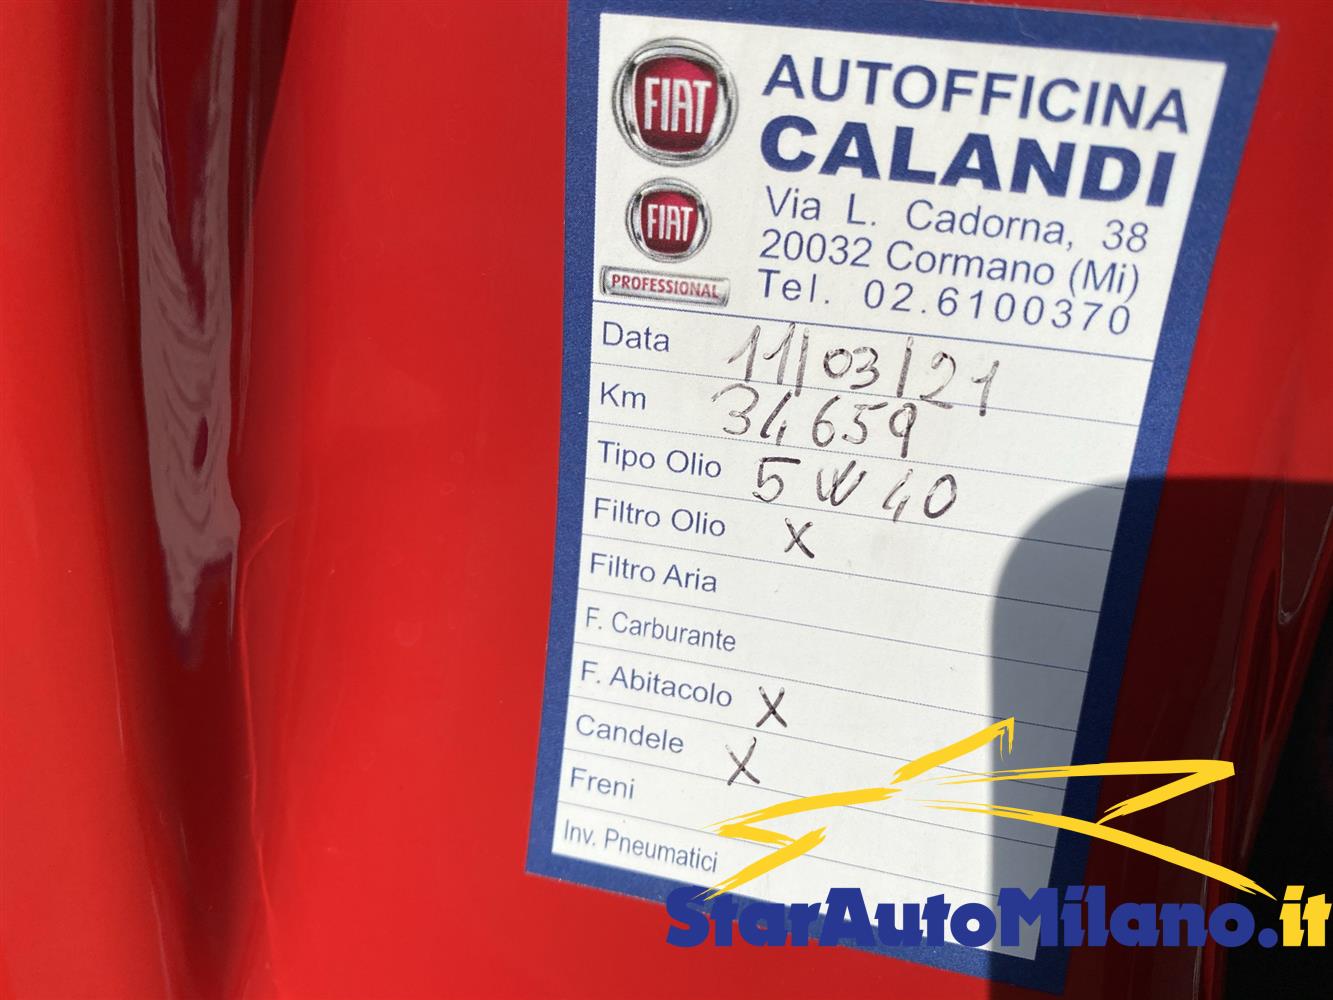 FIAT
FIAT
PROFESSIONAL
AUTOFFICINA
CALANDI
Via L. Cadorna, 38
20032 Cormano (Mi)
Tel. 02.6100370
Data 11/03/21
Km 34659
Tipo Olio 5W40
Filtro Olio X
Filtro Aria
F. Carburante
F. Abitacolo X
Candele X
Freni
Inv. Pneumatici
StarAutoMilano.it